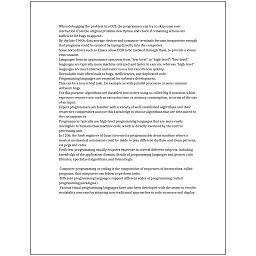 When debugging the problem in a GUI, the programmer can try to skip some user
interaction from the original problem description and check if remaining actions are
sufficient for bugs to appear.
By the late 1960s, data storage devices and computer terminals became inexpensive enough
that programs could be created by typing directly into the computers.
Some text editors such as Emacs allow GDB to be invoked through them, to provide a visual
environment.
Languages form an approximate spectrum from "low-level" to "high-level"; "low-level"
languages are typically more machine-oriented and faster to execute, whereas "high-level"
languages are more abstract and easier to use but execute less quickly.
Unreadable code often leads to bugs, inefficiencies, and duplicated code.
Programming languages are essential for software development.
This can be a non-trivial task, for example as with parallel processes or some unusual
software bugs.
For this purpose, algorithms are classified into orders using so-called Big O notation, which
expresses resource use, such as execution time or memory consumption, in terms of the size
of an input.
Expert programmers are familiar with a variety of well-established algorithms and their
respective complexities and use this knowledge to choose algorithms that are best suited to
the circumstances.
Programmers typically use high-level programming languages that are more easily
intelligible to humans than machine code, which is directly executed by the central
processing unit.
In 1206, the Arab engineer Al-Jazari invented a programmable drum machine where a
musical mechanical automaton could be made to play different rhythms and drum patterns,
via pegs and cams.
Proficient programming usually requires expertise in several different subjects, including
knowledge of the application domain, details of programming languages and generic code
libraries, specialized algorithms, and formal logic.
Computer programming or coding is the composition of sequences of instructions, called
programs, that computers can follow to perform tasks.
Different programming languages support different styles of programming (called
programming paradigms).
Various visual programming languages have also been developed with the intent to resolve
readability concerns by adopting non-traditional approaches to code structure and display.